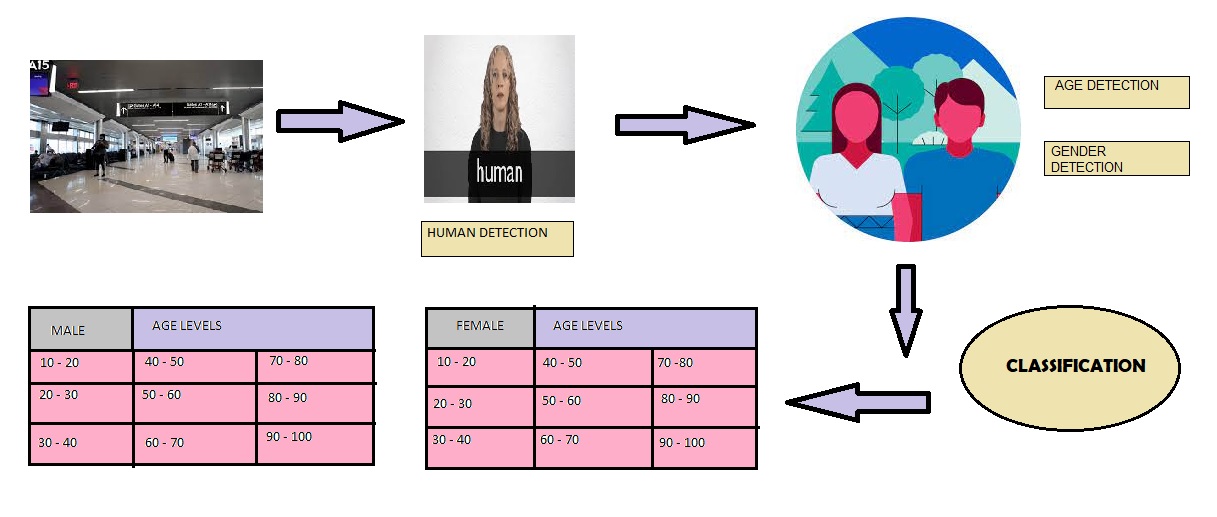 A15
human
HUMAN DETECTION
AGE DETECTION
GENDER
DETECTION
CLASSIFICATION
MALE AGE LEVELS
10 - 20 40 - 50 70 - 80
20 - 30 50 - 60 80 - 90
30 - 40 60 - 70 90 - 100
FEMALE AGE LEVELS
10 - 20 40 - 50 70 -80
20 - 30 50 - 60 80 - 90
30 - 40 60 - 70 90 - 100